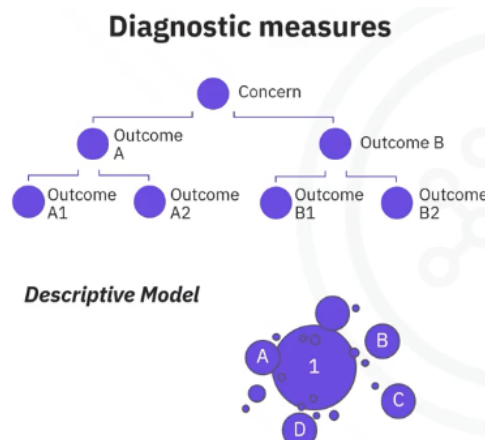 Diagnostic measures
Concern
Outcome
A
Outcome B
Outcome
A1
Outcome
A2
Outcome
B1
Outcome
B2
Descriptive Model
A
1
B
C
D